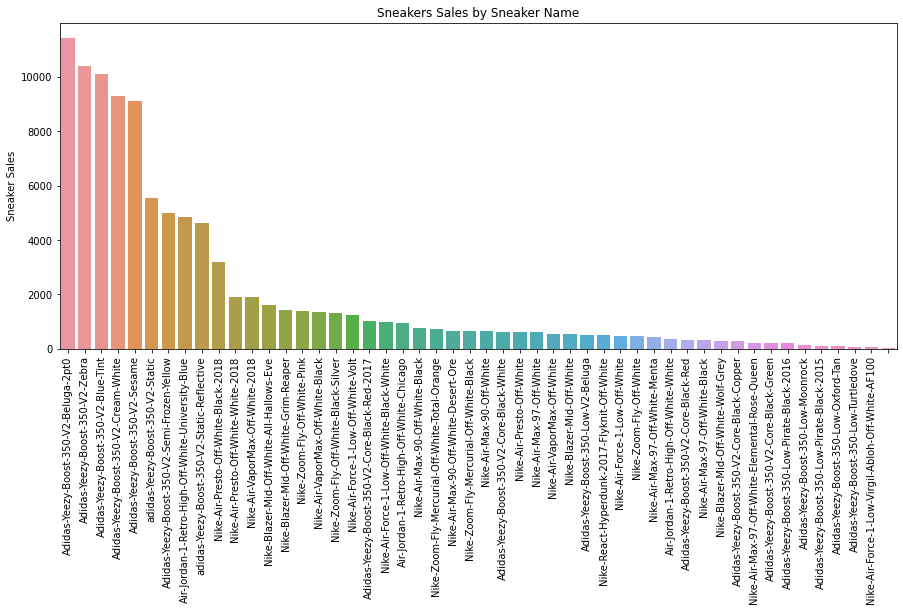 Sneakers Sales by Sneaker Name
Sneaker Sales
10000
8000
6000
4000
2000
0
Adidas-Yeezy-Boost-350-V2-Beluga-2pt0
Adidas-Yeezy-Boost-350-V2-Zebra
Adidas-Yeezy-Boost-350-V2-Blue-Tint
Adidas-Yeezy-Boost-350-V2-Cream-White
Adidas-Yeezy-Boost-350-V2-Sesame
adidas-Yeezy-Boost-350-V2-Static
Adidas-Yeezy-Boost-350-V2-Semi-Frozen-Yellow
Air-Jordan-1-Retro-High-Off-White-University-Blue
adidas-Yeezy-Boost-350-V2-Static-Reflective
Nike-Air-Presto-Off-White-Black-2018
Nike-Air-Presto-Off-White-White-2018
Nike-Air-VaporMax-Off-White-2018
Nike-Blazer-Mid-Off-White-All-Hallows-Eve
Nike-Blazer-Mid-Off-White-Grim-Reaper
Nike-Zoom-Fly-Off-White-Pink
Nike-Air-VaporMax-Off-White-Black
Nike-Zoom-Fly-Off-White-Black-Silver
Nike-Air-Force-1-Low-Off-White-Volt
Adidas-Yeezy-Boost-350-V2-Core-Black-Red-2017
Nike-Air-Force-1-Low-Off-White-Black-White
Air-Jordan-1-Retro-High-Off-White-Chicago
Nike-Air-Max-90-Off-White-Black
Nike-Zoom-Fly-Mercurial-Off-White-Total-Orange
Nike-Air-Max-90-Off-White-Desert-Ore
Nike-Zoom-Fly-Mercurial-Off-White-Black
Nike-Air-Max-90-Off-White
Adidas-Yeezy-Boost-350-V2-Core-Black-White
Nike-Air-Presto-Off-White
Nike-Air-Max-97-Off-White
Nike-Air-VaporMax-Off-White
Nike-Blazer-Mid-Off-White
Adidas-Yeezy-Boost-350-Low-V2-Beluga
Nike-React-Hyperdunk-2017-Flyknit-Off-White
Nike-Air-Force-1-Low-Off-White
Nike-Zoom-Fly-Off-White
Nike-Air-Max-97-Off-White-Menta
Air-Jordan-1-Retro-High-Off-White-White
Adidas-Yeezy-Boost-350-V2-Core-Black-Red
Nike-Air-Max-97-Off-White-Black
Nike-Blazer-Mid-Off-White-Wolf-Grey
Adidas-Yeezy-Boost-350-V2-Core-Black-Copper
Nike-Air-Max-97-Off-White-Elemental-Rose-Queen
Adidas-Yeezy-Boost-350-V2-Core-Black-Green
Adidas-Yeezy-Boost-350-Low-Pirate-Black-2016
Adidas-Yeezy-Boost-350-Low-Moonrock
Adidas-Yeezy-Boost-350-Low-Pirate-Black-2015
Adidas-Yeezy-Boost-350-Low-Oxford-Tan
Adidas-Yeezy-Boost-350-Low-Turtledove
Nike-Air-Force-1-Low-Virgil-Abloh-Off-White-AF100